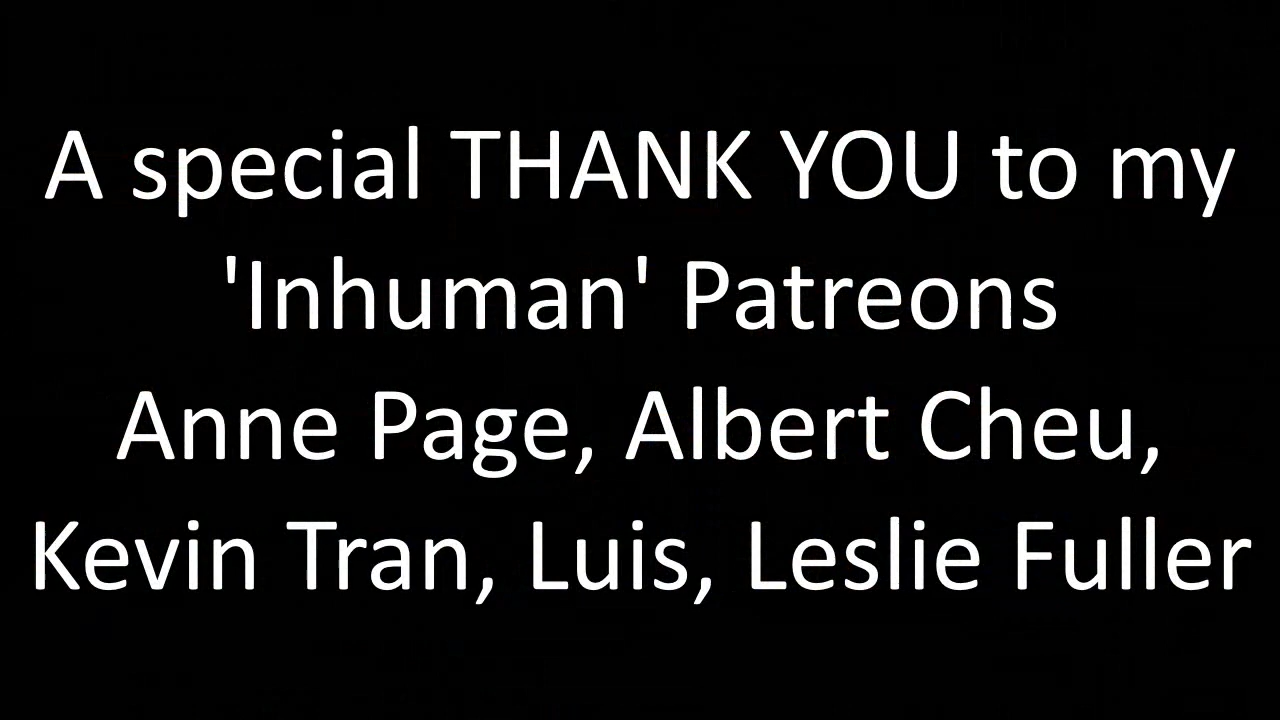 A special THANK YOU to my
'Inhuman' Patreons
Anne Page, Albert Cheu,
Kevin Tran, Luis, Leslie Fuller